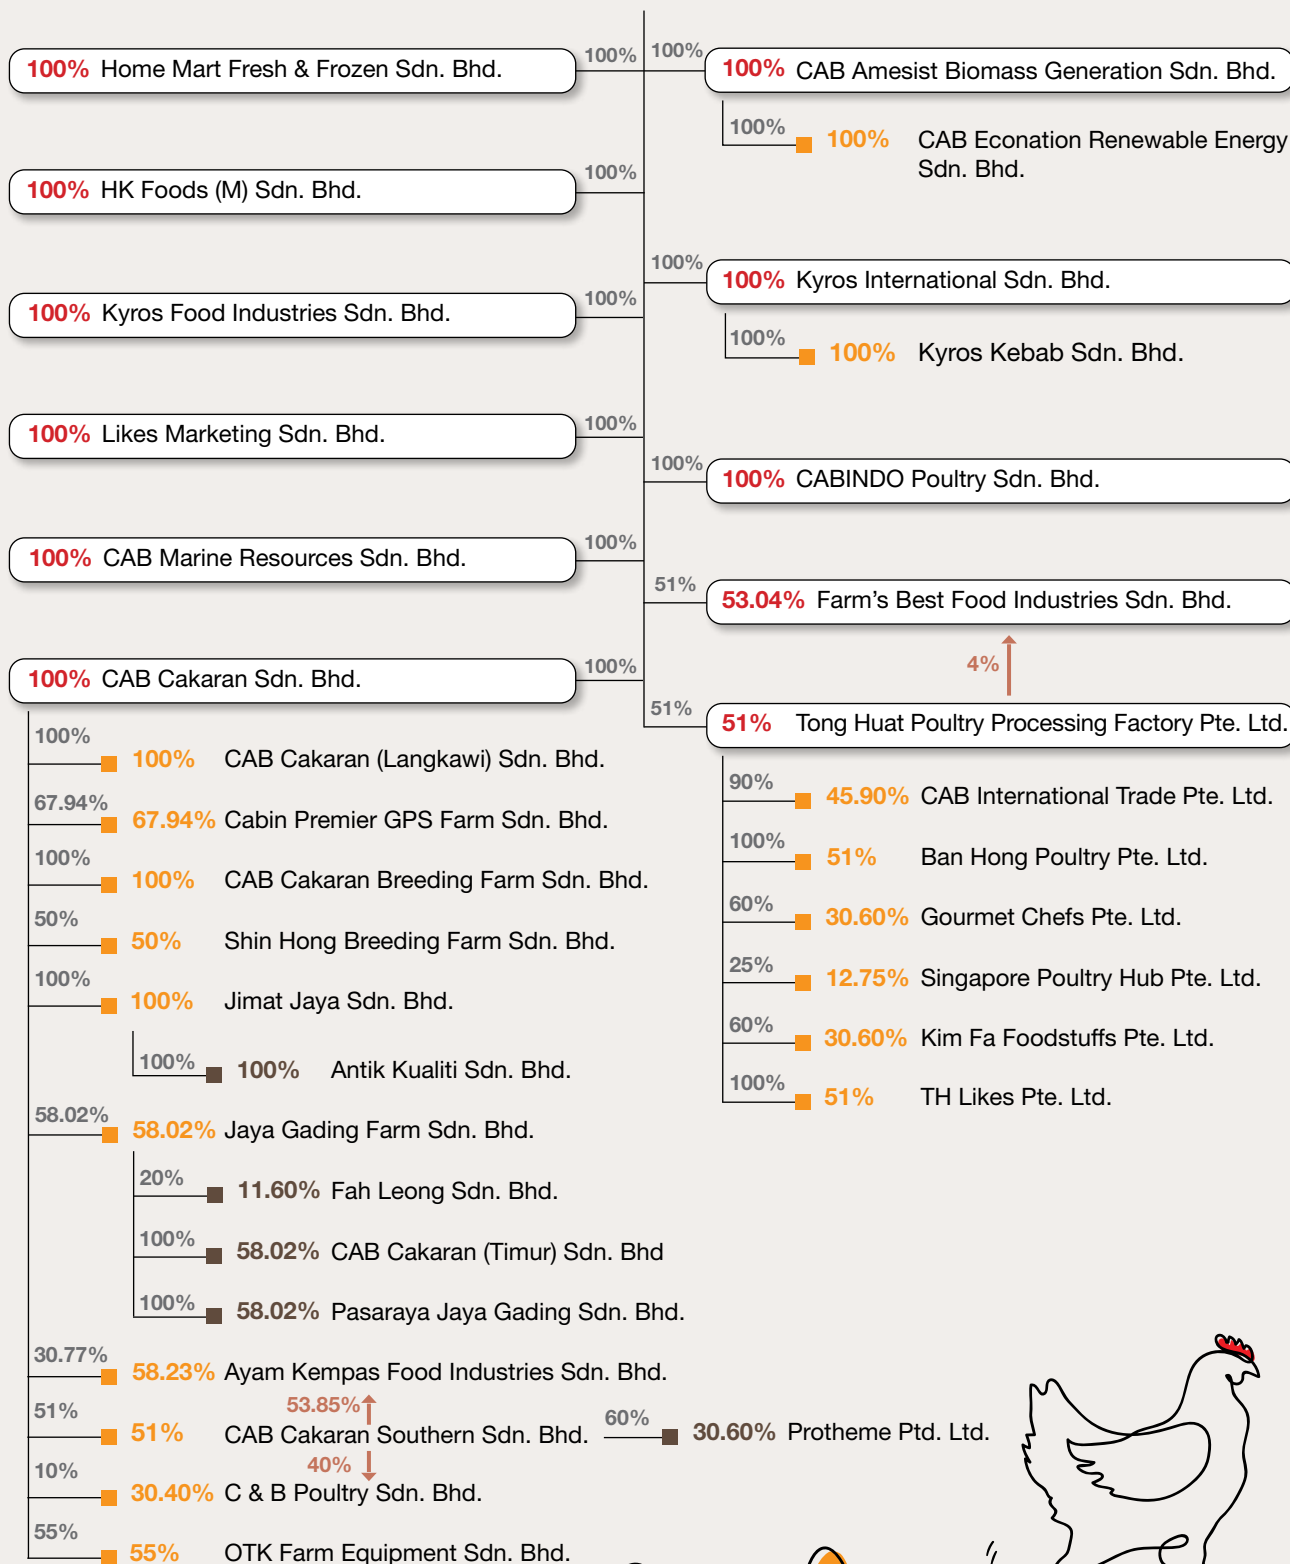 100%
100% Home Mart Fresh & Frozen Sdn. Bhd.
100%
100% HK Foods (M) Sdn. Bhd.
100%
100% Kyros Food Industries Sdn. Bhd.
100%
100% Likes Marketing Sdn. Bhd.
100%
100% CAB Marine Resources Sdn. Bhd.
100%
100% CAB Cakaran Sdn. Bhd.
100%
100% CAB Cakaran (Langkawi) Sdn. Bhd.
67.94%
67.94% Cabin Premier GPS Farm Sdn. Bhd.
100%
100% CAB Cakaran Breeding Farm Sdn. Bhd.
50%
50% Shin Hong Breeding Farm Sdn. Bhd.
100%
100% Jimat Jaya Sdn. Bhd.
100%
100% Antik Kualiti Sdn. Bhd.
58.02%
58.02% Jaya Gading Farm Sdn. Bhd.
20%
11.60% Fah Leong Sdn. Bhd.
100%
58.02% CAB Cakaran (Timur) Sdn. Bhd
100%
58.02% Pasaraya Jaya Gading Sdn. Bhd.
30.77%
58.23% Ayam Kempas Food Industries Sdn. Bhd.
53.85%
51%
51% CAB Cakaran Southern Sdn. Bhd.
60%
30.60% Protheme Ptd. Ltd.
40%
10%
30.40% C & B Poultry Sdn. Bhd.
55%
55% OTK Farm Equipment Sdn. Bhd.
100%
100% CAB Amesist Biomass Generation Sdn. Bhd.
100%
100% CAB Econation Renewable Energy
Sdn. Bhd.
100%
100% Kyros International Sdn. Bhd.
100%
100% Kyros Kebab Sdn. Bhd.
100%
100% CABINDO Poultry Sdn. Bhd.
51%
53.04% Farm's Best Food Industries Sdn. Bhd.
4%
51%
51% Tong Huat Poultry Processing Factory Pte. Ltd.
90%
45.90% CAB International Trade Pte. Ltd.
100%
51% Ban Hong Poultry Pte. Ltd.
60%
30.60% Gourmet Chefs Pte. Ltd.
25%
12.75% Singapore Poultry Hub Pte. Ltd.
60%
30.60% Kim Fa Foodstuffs Pte. Ltd.
100%
51% TH Likes Pte. Ltd.